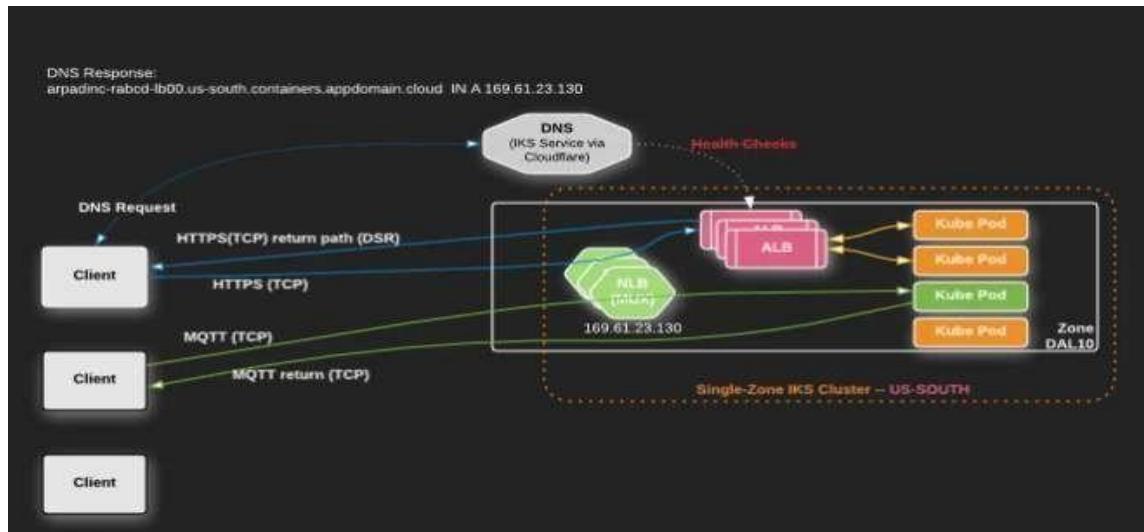 DNS Response:
arpadinc-rabcd-lb00.us-south.containers.appdomain.cloud IN A 169.61.23.130
DNS
(IKS Service via
Cloudflare)
Health Checks
DNS Request
HTTPS(TCP) return path (DSR)
HTTPS (TCP)
Client
ALB
ALB
Kube Pod
Kube Pod
Kube Pod
Kube Pod
NLB
(MUX)
169.61.23.130
Zone
DAL10
MQTT (TCP)
Client
MQTT return (TCP)
Single-Zone IKS Cluster -- US-SOUTH
Client